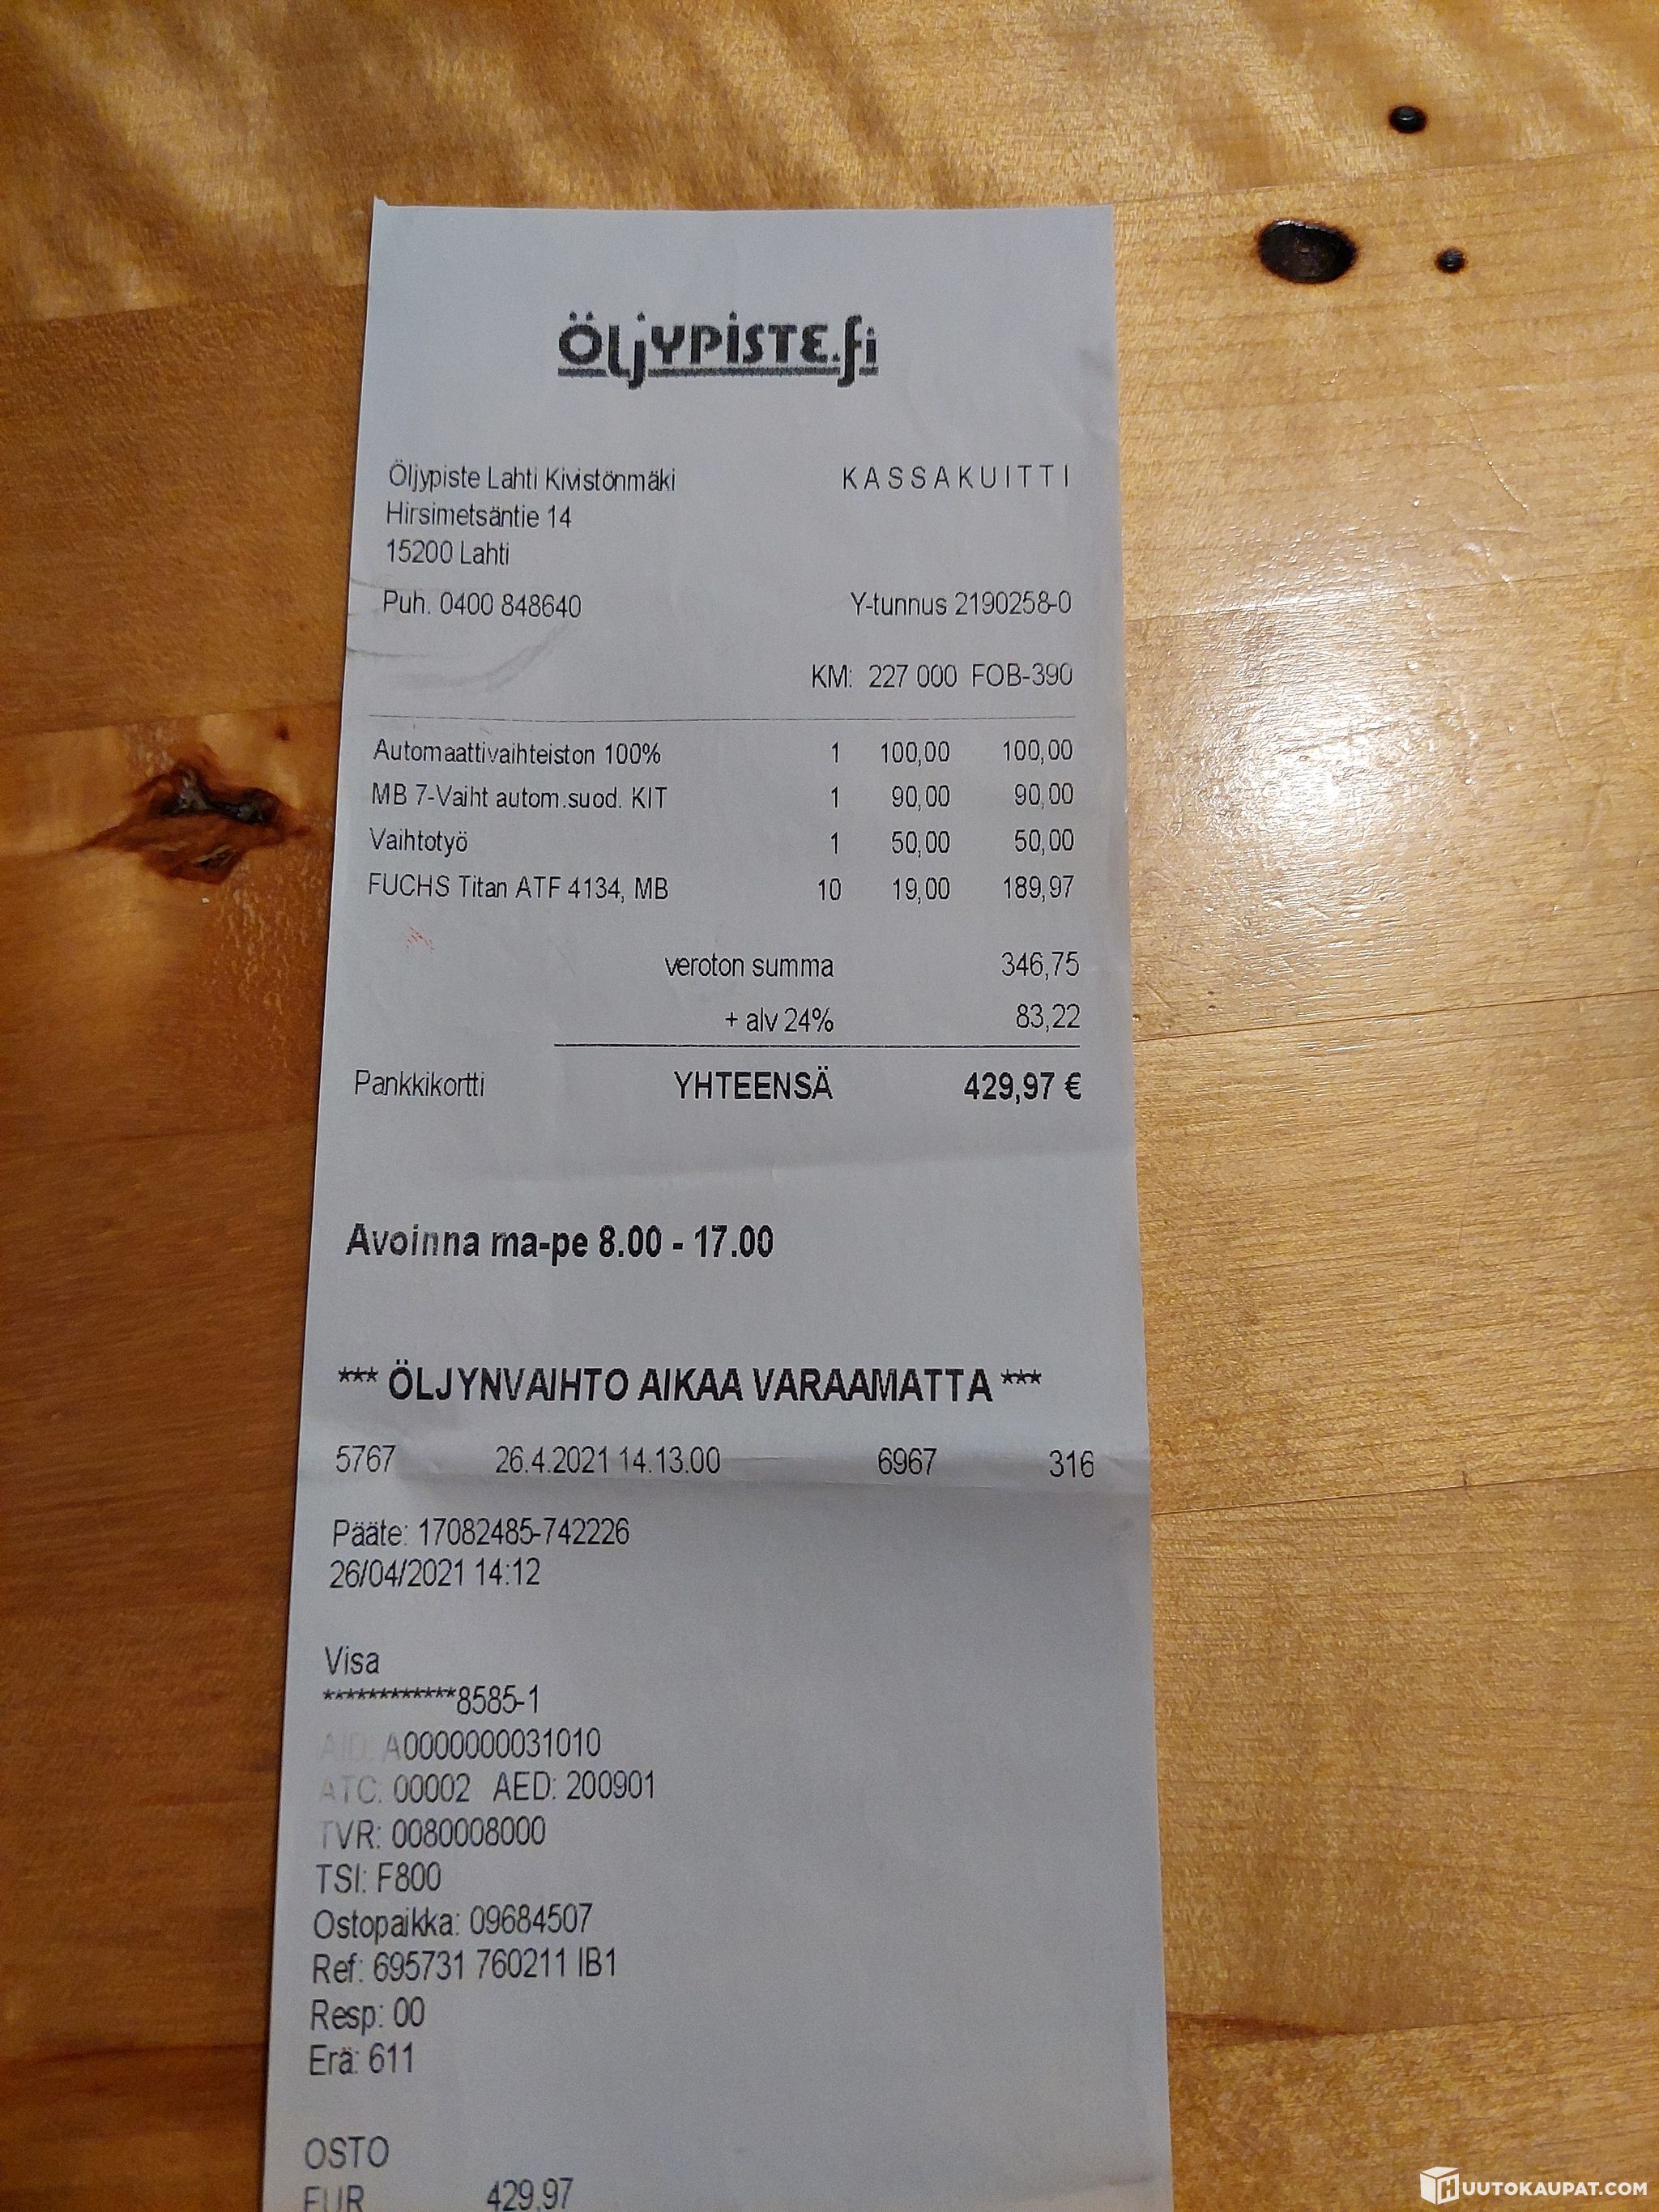 Öljypiste.fi
Öljypiste Lahti Kivistönmäki KASSAKUITTI
Hirsimetsäntie 14
15200 Lahti
Puh. 0400 848640 Y-tunnus 2190258-0
KM: 227 000 FOB-390
Automaattivaihteiston 100% 1 100,00 100,00
MB 7-Vaiht autom.suod. KIT 1 90,00 90,00
Vaihtotyö 1 50,00 50,00
FUCHS Titan ATF 4134, MB 10 19,00 189,97
veroton summa 346,75
+ alv 24% 83,22
Pankkikortti YHTEENSÄ 429,97 €
Avoinna ma-pe 8.00 - 17.00
*** ÖLJYNVAIHTO AIKAA VARAAMATTA ***
5767 26.4.2021 14.13.00 6967 316
Pääte: 17082485-742226
26/04/2021 14:12
Visa
************8585-1
AID: A0000000031010
ATC: 00002 AED: 200901
TVR: 0080008000
TSI: F800
Ostopaikka: 09684507
Ref: 695731 760211 IB1
Resp: 00
Erä: 611
OSTO
EUR 429,97
HUUTOKAUPAT.COM